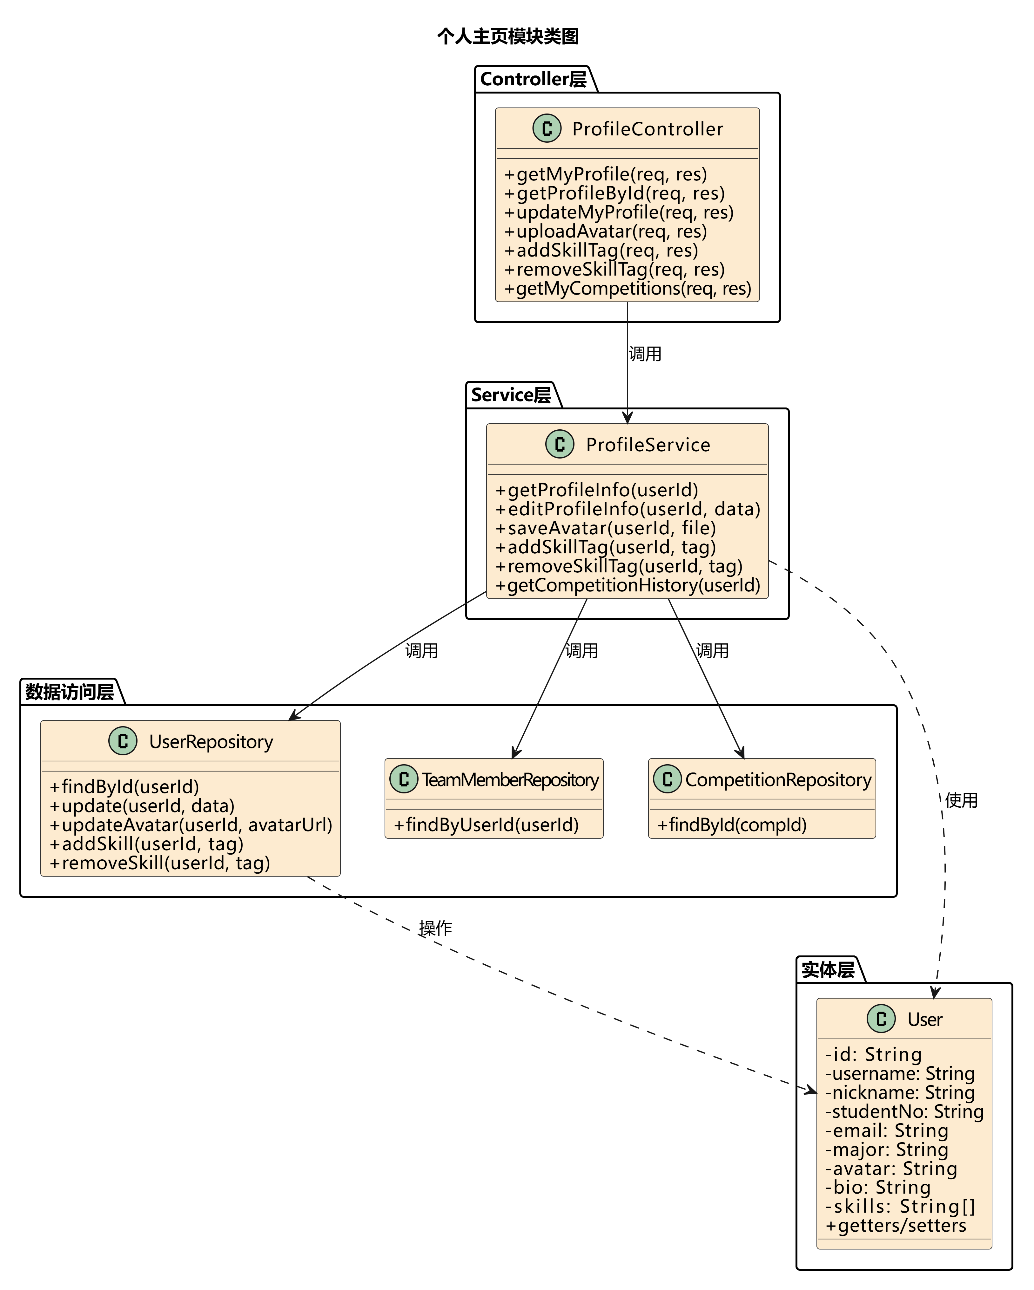 个人主页模块类图
Controller层
C ProfileController
+getMyProfile(req, res)
+getProfileById(req, res)
+updateMyProfile(req, res)
+uploadAvatar(req, res)
+addSkillTag(req, res)
+removeSkillTag(req, res)
+getMyCompetitions(req, res)
调用
Service层
C ProfileService
+getProfileInfo(userId)
+editProfileInfo(userId, data)
+saveAvatar(userId, file)
+addSkillTag(userId, tag)
+removeSkillTag(userId, tag)
+getCompetitionHistory(userId)
调用
调用
调用
数据访问层
C UserRepository
+findById(userId)
+update(userId, data)
+updateAvatar(userId, avatarUrl)
+addSkill(userId, tag)
+removeSkill(userId, tag)
C TeamMemberRepository
+findByUserId(userId)
C CompetitionRepository
+findById(compId)
使用
操作
实体层
C User
-id: String
-username: String
-nickname: String
-studentNo: String
-email: String
-major: String
-avatar: String
-bio: String
-skills: String[]
+getters/setters